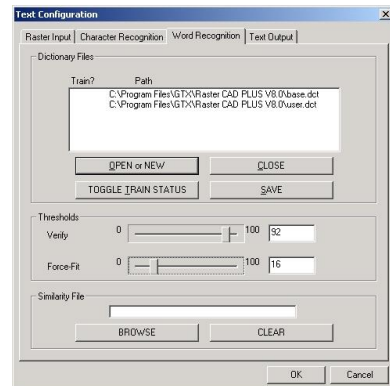 Text Configuration
Raster Input Character Recognition Word Recognition Text Output
Dictionary Files
Train? Path
C:\Program Files\GTX\Raster CAD PLUS V8.0\base.dct
C:\Program Files\GTX\Raster CAD PLUS V8.0\user.dct
OPEN or NEW CLOSE
TOGGLE TRAIN STATUS SAVE
Thresholds
Verify 0 100 92
Force-Fit 0 100 16
Similarity File
BROWSE CLEAR
OK Cancel